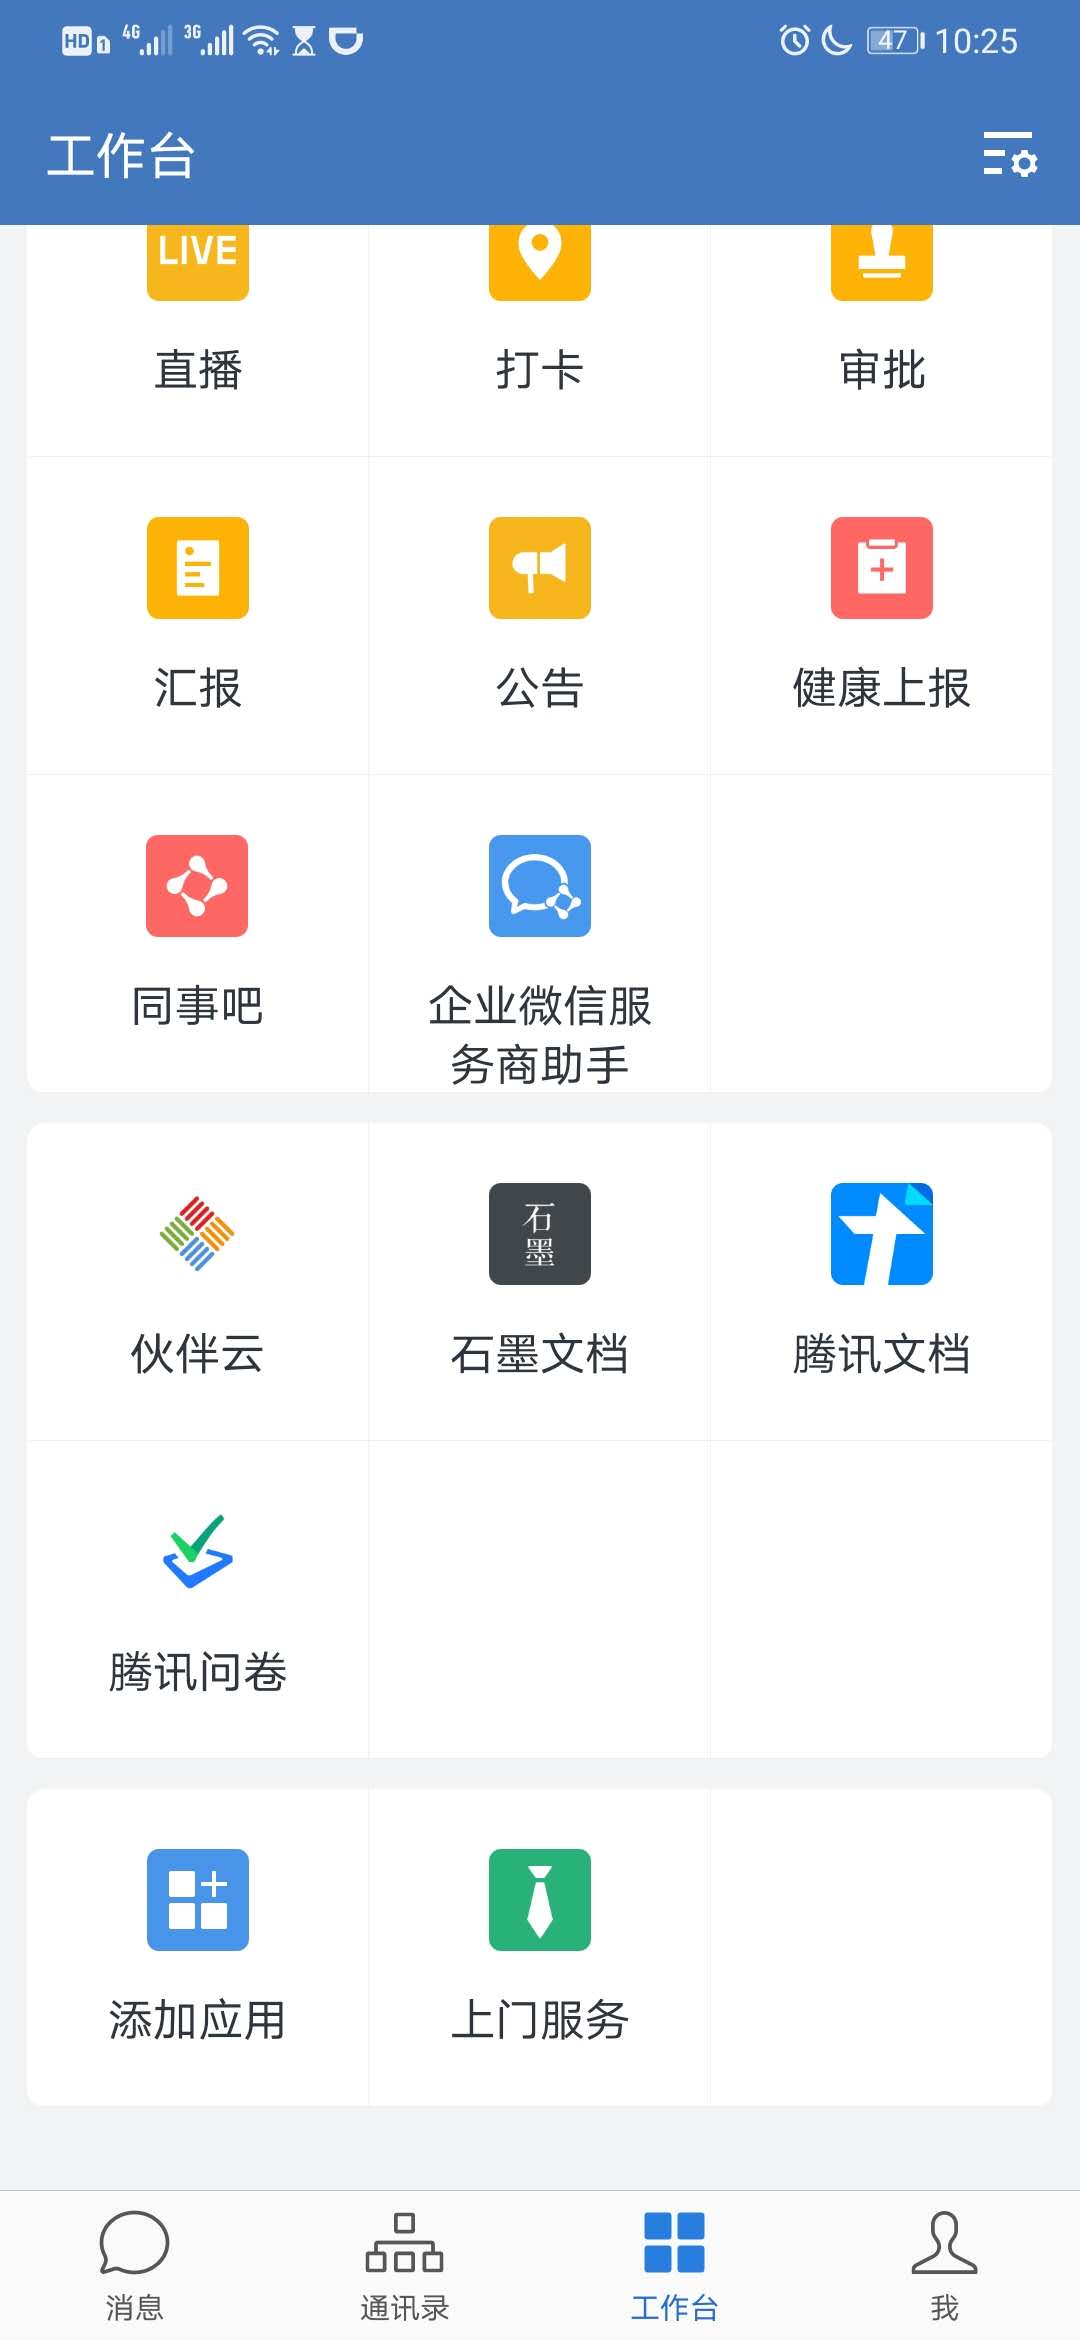 HD 1 4G 3G 47 10:25
工作台
LIVE
直播 打卡 审批
汇报 公告 健康上报
同事吧 企业微信服
务商助手
石
墨
伙伴云 石墨文档 腾讯文档
腾讯问卷
添加应用 上门服务
消息 通讯录 工作台 我